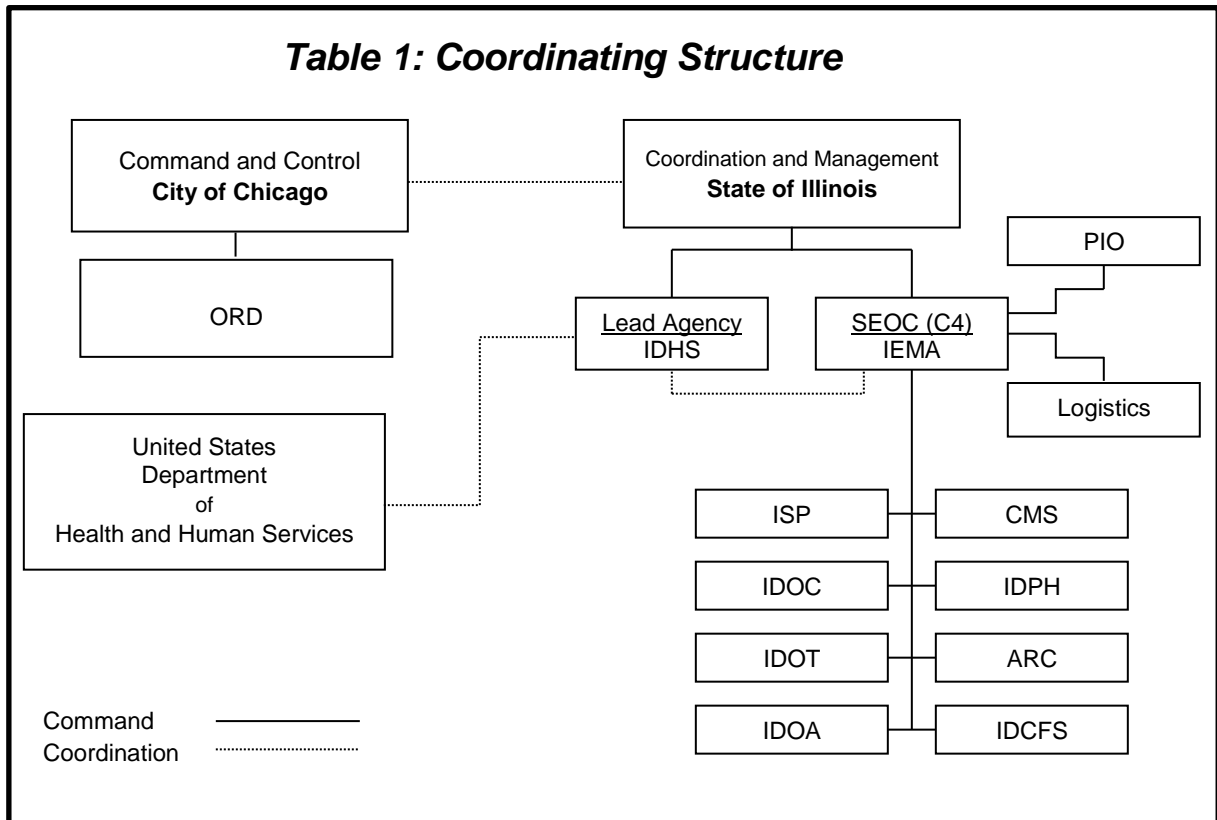 Table 1: Coordinating Structure
Command and Control
City of Chicago
Coordination and Management
State of Illinois
PIO
ORD
Lead Agency
IDHS
SEOC (C4)
IEMA
Logistics
United States
Department
of
Health and Human Services
ISP
CMS
IDOC
IDPH
IDOT
ARC
IDOA
IDCFS
Command
Coordination